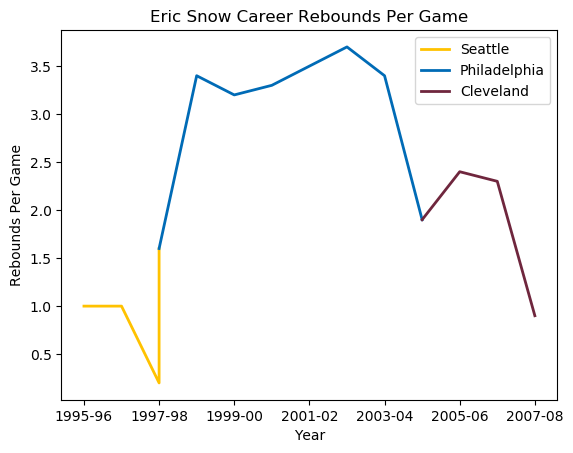 Eric Snow Career Rebounds Per Game
Seattle
Philadelphia
Cleveland
Rebounds Per Game
3.5
3.0
2.5
2.0
1.5
1.0
0.5
1995-96 1997-98 1999-00 2001-02 2003-04 2005-06 2007-08
Year